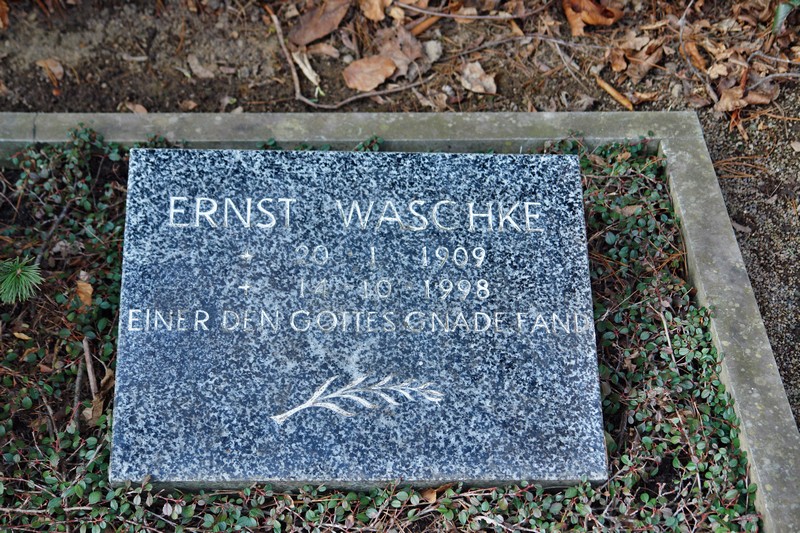 ERNST WASCHKE
* 20 1 1909
+ 14 10 1998
EINER DEN GOTTES GNADE FAND